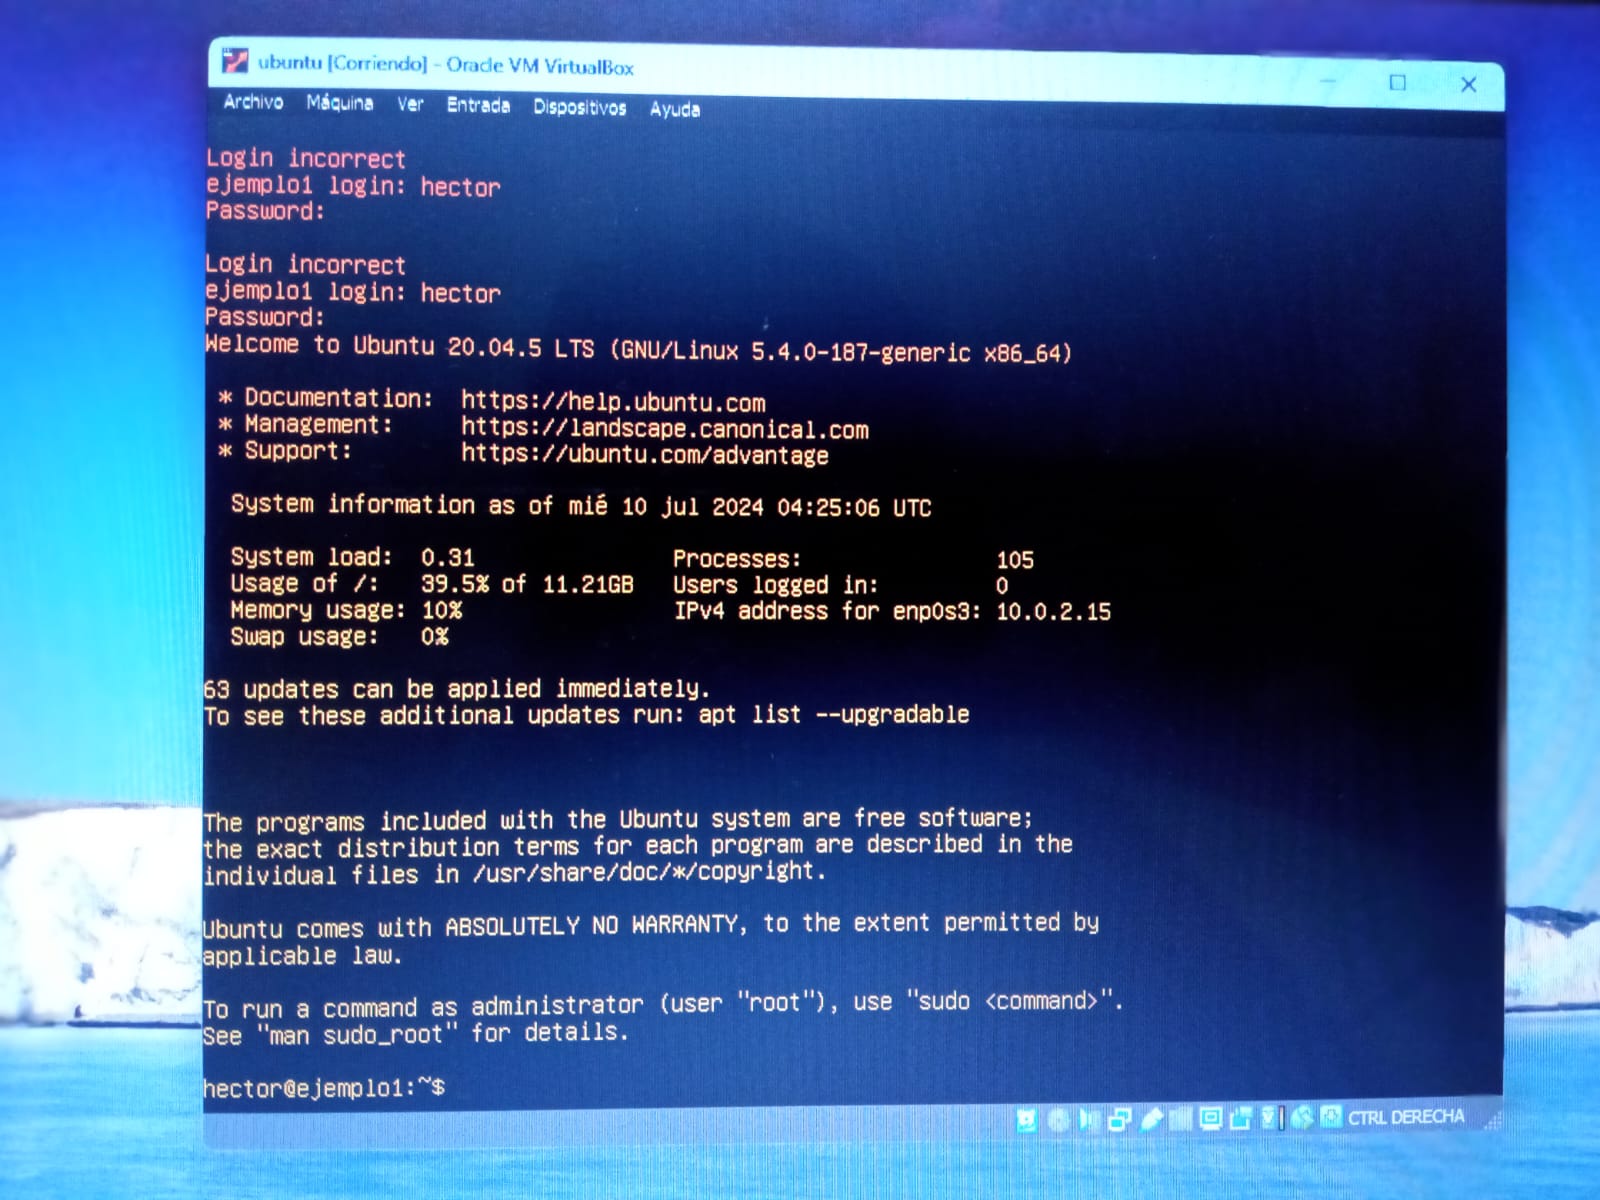 ubuntu [Corriendo] - Oracle VM VirtualBox
Archivo Máquina Ver Entrada Dispositivos Ayuda
Login incorrect
ejemplo1 login: hector
Password:
Login incorrect
ejemplo1 login: hector
Password:
Welcome to Ubuntu 20.04.5 LTS (GNU/Linux 5.4.0-187-generic x86_64)
* Documentation: https://help.ubuntu.com
* Management: https://landscape.canonical.com
* Support: https://ubuntu.com/advantage
System information as of mié 10 jul 2024 04:25:06 UTC
System load: 0.31 Processes: 105
Usage of /: 39.5% of 11.21GB Users logged in: 0
Memory usage: 10% IPv4 address for enp0s3: 10.0.2.15
Swap usage: 0%
63 updates can be applied immediately.
To see these additional updates run: apt list --upgradable
The programs included with the Ubuntu system are free software;
the exact distribution terms for each program are described in the
individual files in /usr/share/doc/*/copyright.
Ubuntu comes with ABSOLUTELY NO WARRANTY, to the extent permitted by
applicable law.
To run a command as administrator (user "root"), use "sudo <command>".
See "man sudo_root" for details.
hector@ejemplo1:~$
CTRL DERECHA